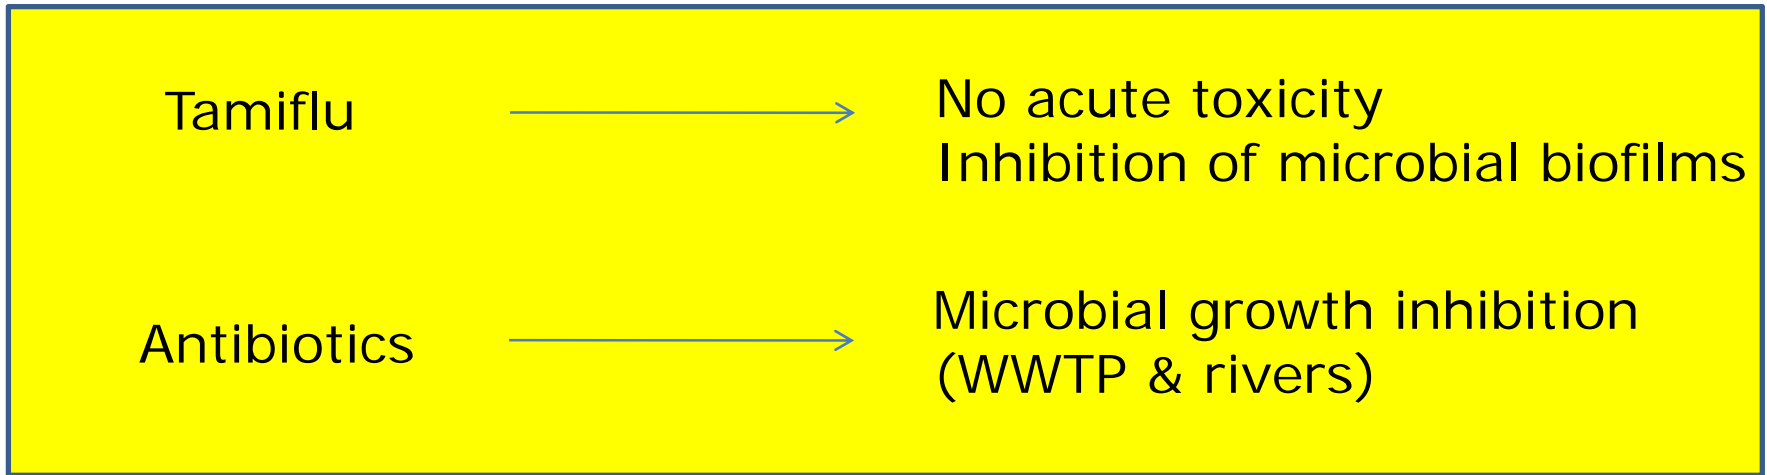 Tamiflu
No acute toxicity
Inhibition of microbial biofilms
Antibiotics
Microbial growth inhibition
(WWTP & rivers)